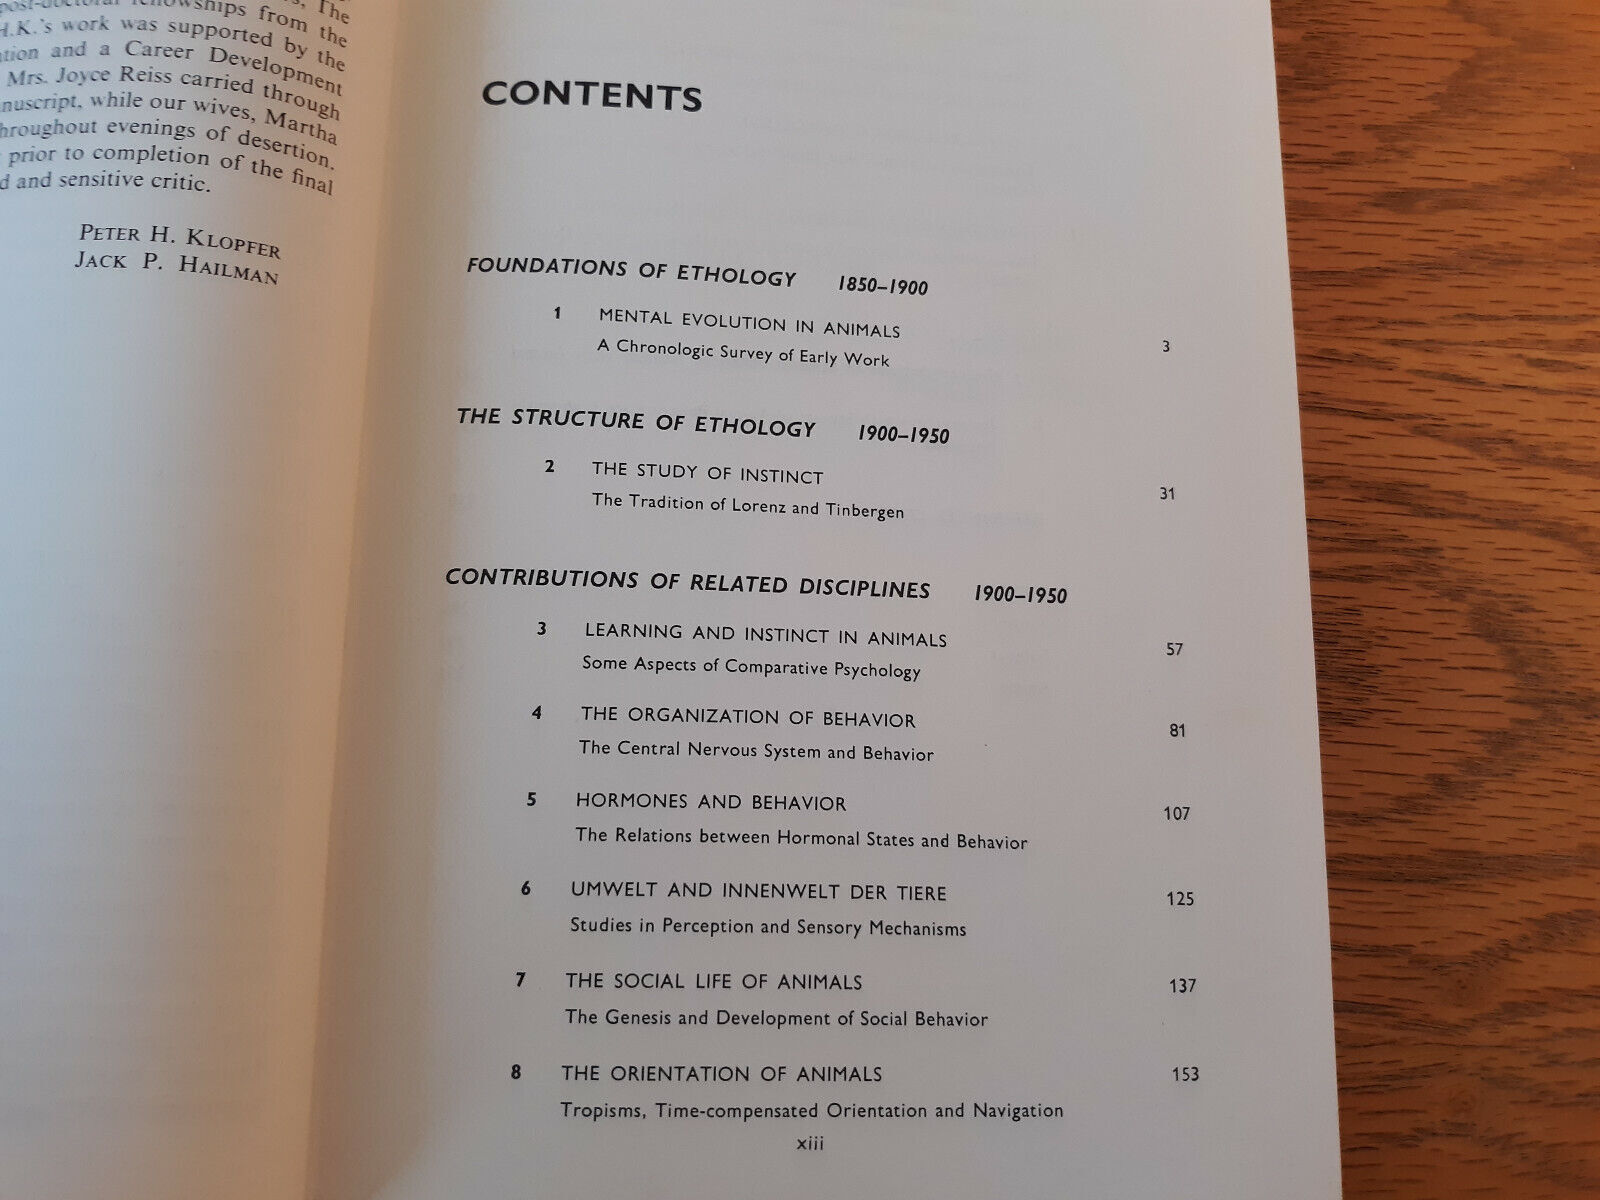 post-doctoral fellowships from the
The
H.K.'s work was supported by the
and a Career Development
Mrs. Joyce Reiss carried through
while our wives, Martha
evenings of desertion.
prior to completion of the final
and sensitive critic.
PETER H. KLOPFER
JACK P. HAILMAN
CONTENTS
FOUNDATIONS OF ETHOLOGY 1850–1900
1 MENTAL EVOLUTION IN ANIMALS 3
A Chronologic Survey of Early Work
THE STRUCTURE OF ETHOLOGY 1900–1950
2 THE STUDY OF INSTINCT 31
The Tradition of Lorenz and Tinbergen
CONTRIBUTIONS OF RELATED DISCIPLINES 1900–1950
3 LEARNING AND INSTINCT IN ANIMALS 57
Some Aspects of Comparative Psychology
4 THE ORGANIZATION OF BEHAVIOR 81
The Central Nervous System and Behavior
5 HORMONES AND BEHAVIOR 107
The Relations between Hormonal States and Behavior
6 UMWELT AND INNENWELT DER TIERE 125
Studies in Perception and Sensory Mechanisms
7 THE SOCIAL LIFE OF ANIMALS 137
The Genesis and Development of Social Behavior
8 THE ORIENTATION OF ANIMALS 153
Tropisms, Time-compensated Orientation and Navigation
xiii